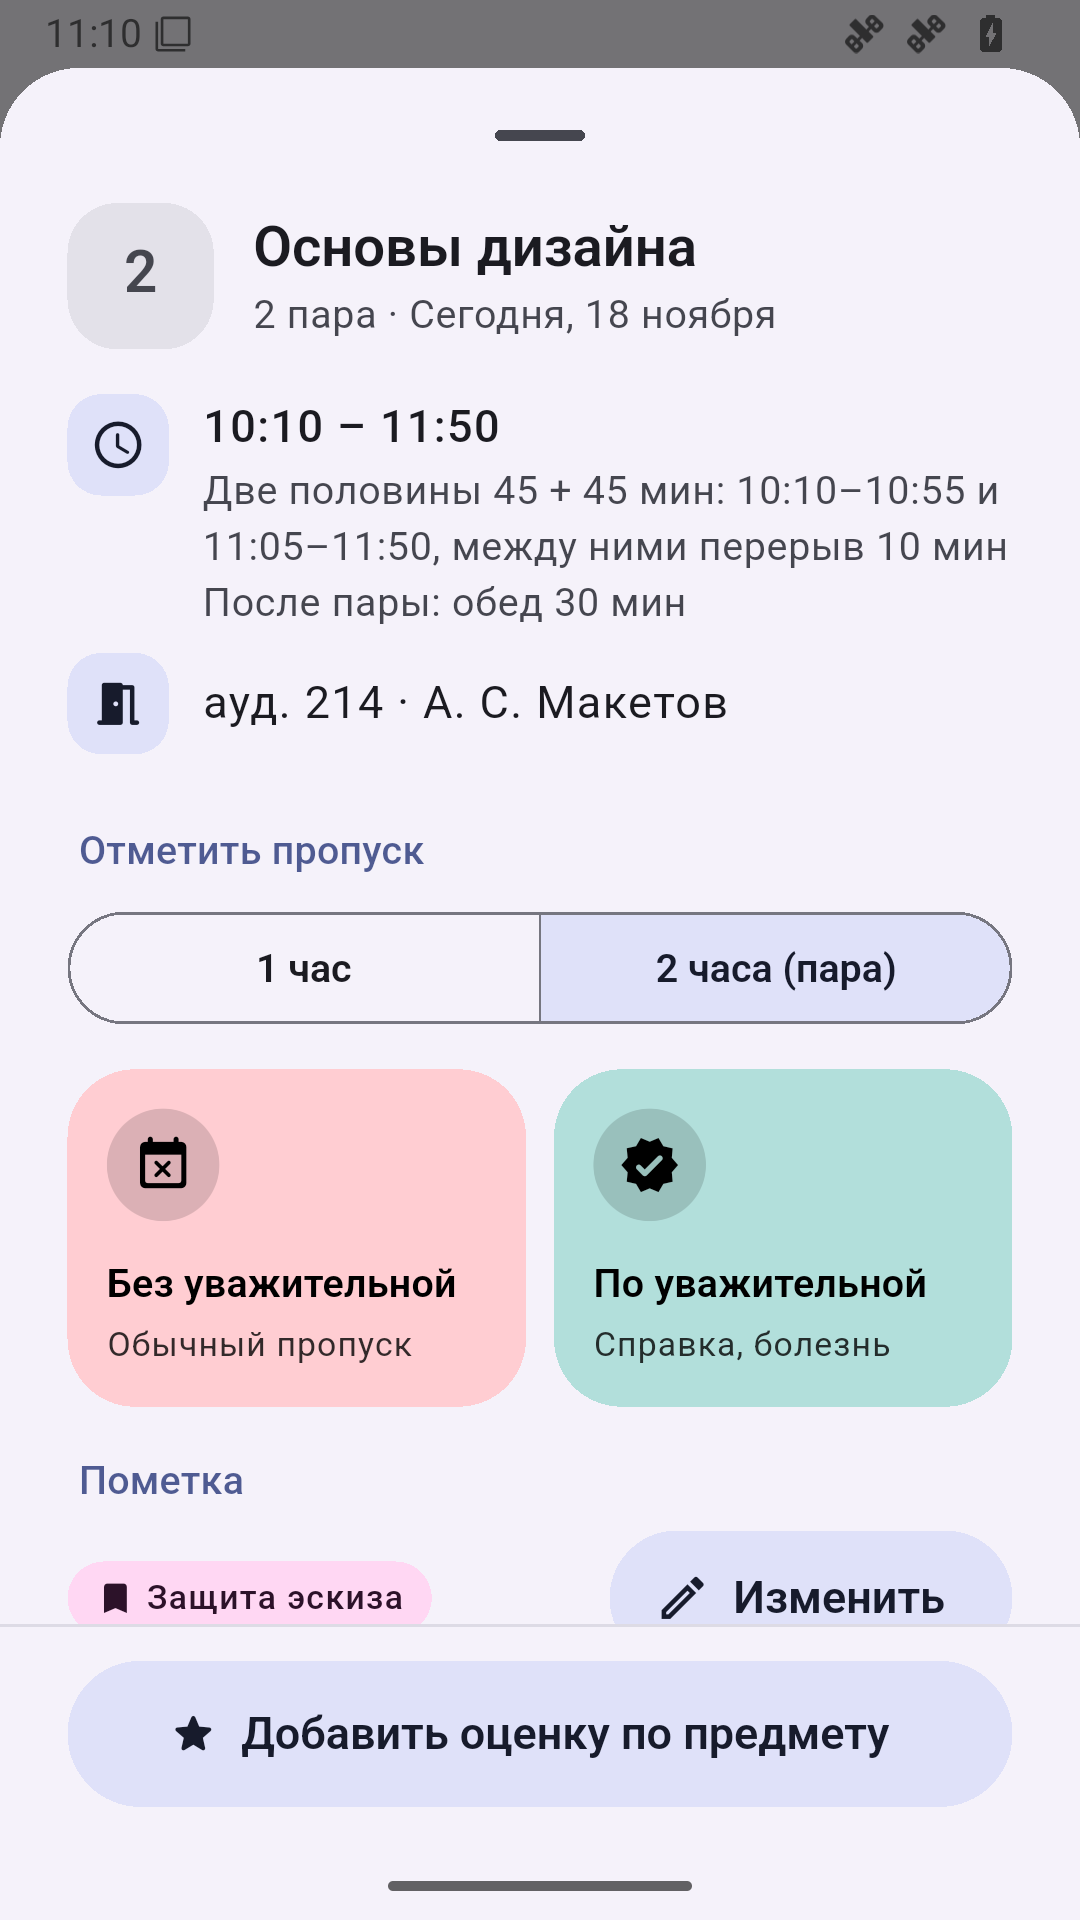 11:10
2
Основы дизайна
2 пара · Сегодня, 18 ноября
10:10 – 11:50
Две половины 45 + 45 мин: 10:10–10:55 и
11:05–11:50, между ними перерыв 10 мин
После пары: обед 30 мин
ауд. 214 · А. С. Макетов
Отметить пропуск
1 час
2 часа (пара)
Без уважительной
Обычный пропуск
По уважительной
Справка, болезнь
Пометка
Защита эскиза
Изменить
Добавить оценку по предмету